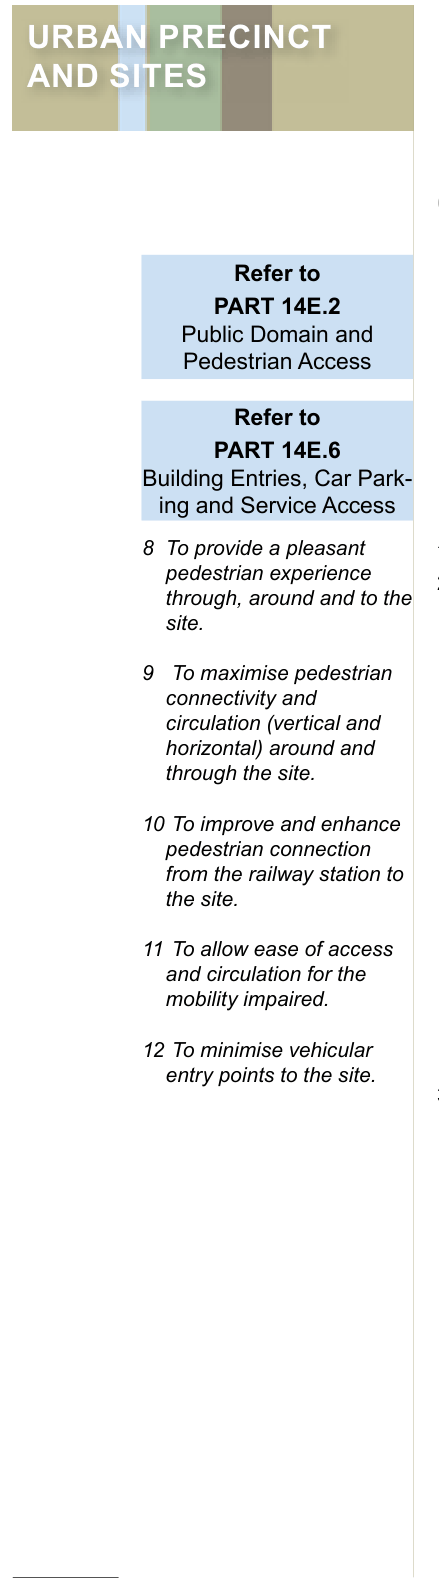 URBAN PRECINCT
AND SITES
Refer to
PART 14E.2
Public Domain and
Pedestrian Access
Refer to
PART 14E.6
Building Entries, Car Park-
ing and Service Access
8 To provide a pleasant
pedestrian experience
through, around and to the
site.
9 To maximise pedestrian
connectivity and
circulation (vertical and
horizontal) around and
through the site.
10 To improve and enhance
pedestrian connection
from the railway station to
the site.
11 To allow ease of access
and circulation for the
mobility impaired.
12 To minimise vehicular
entry points to the site.